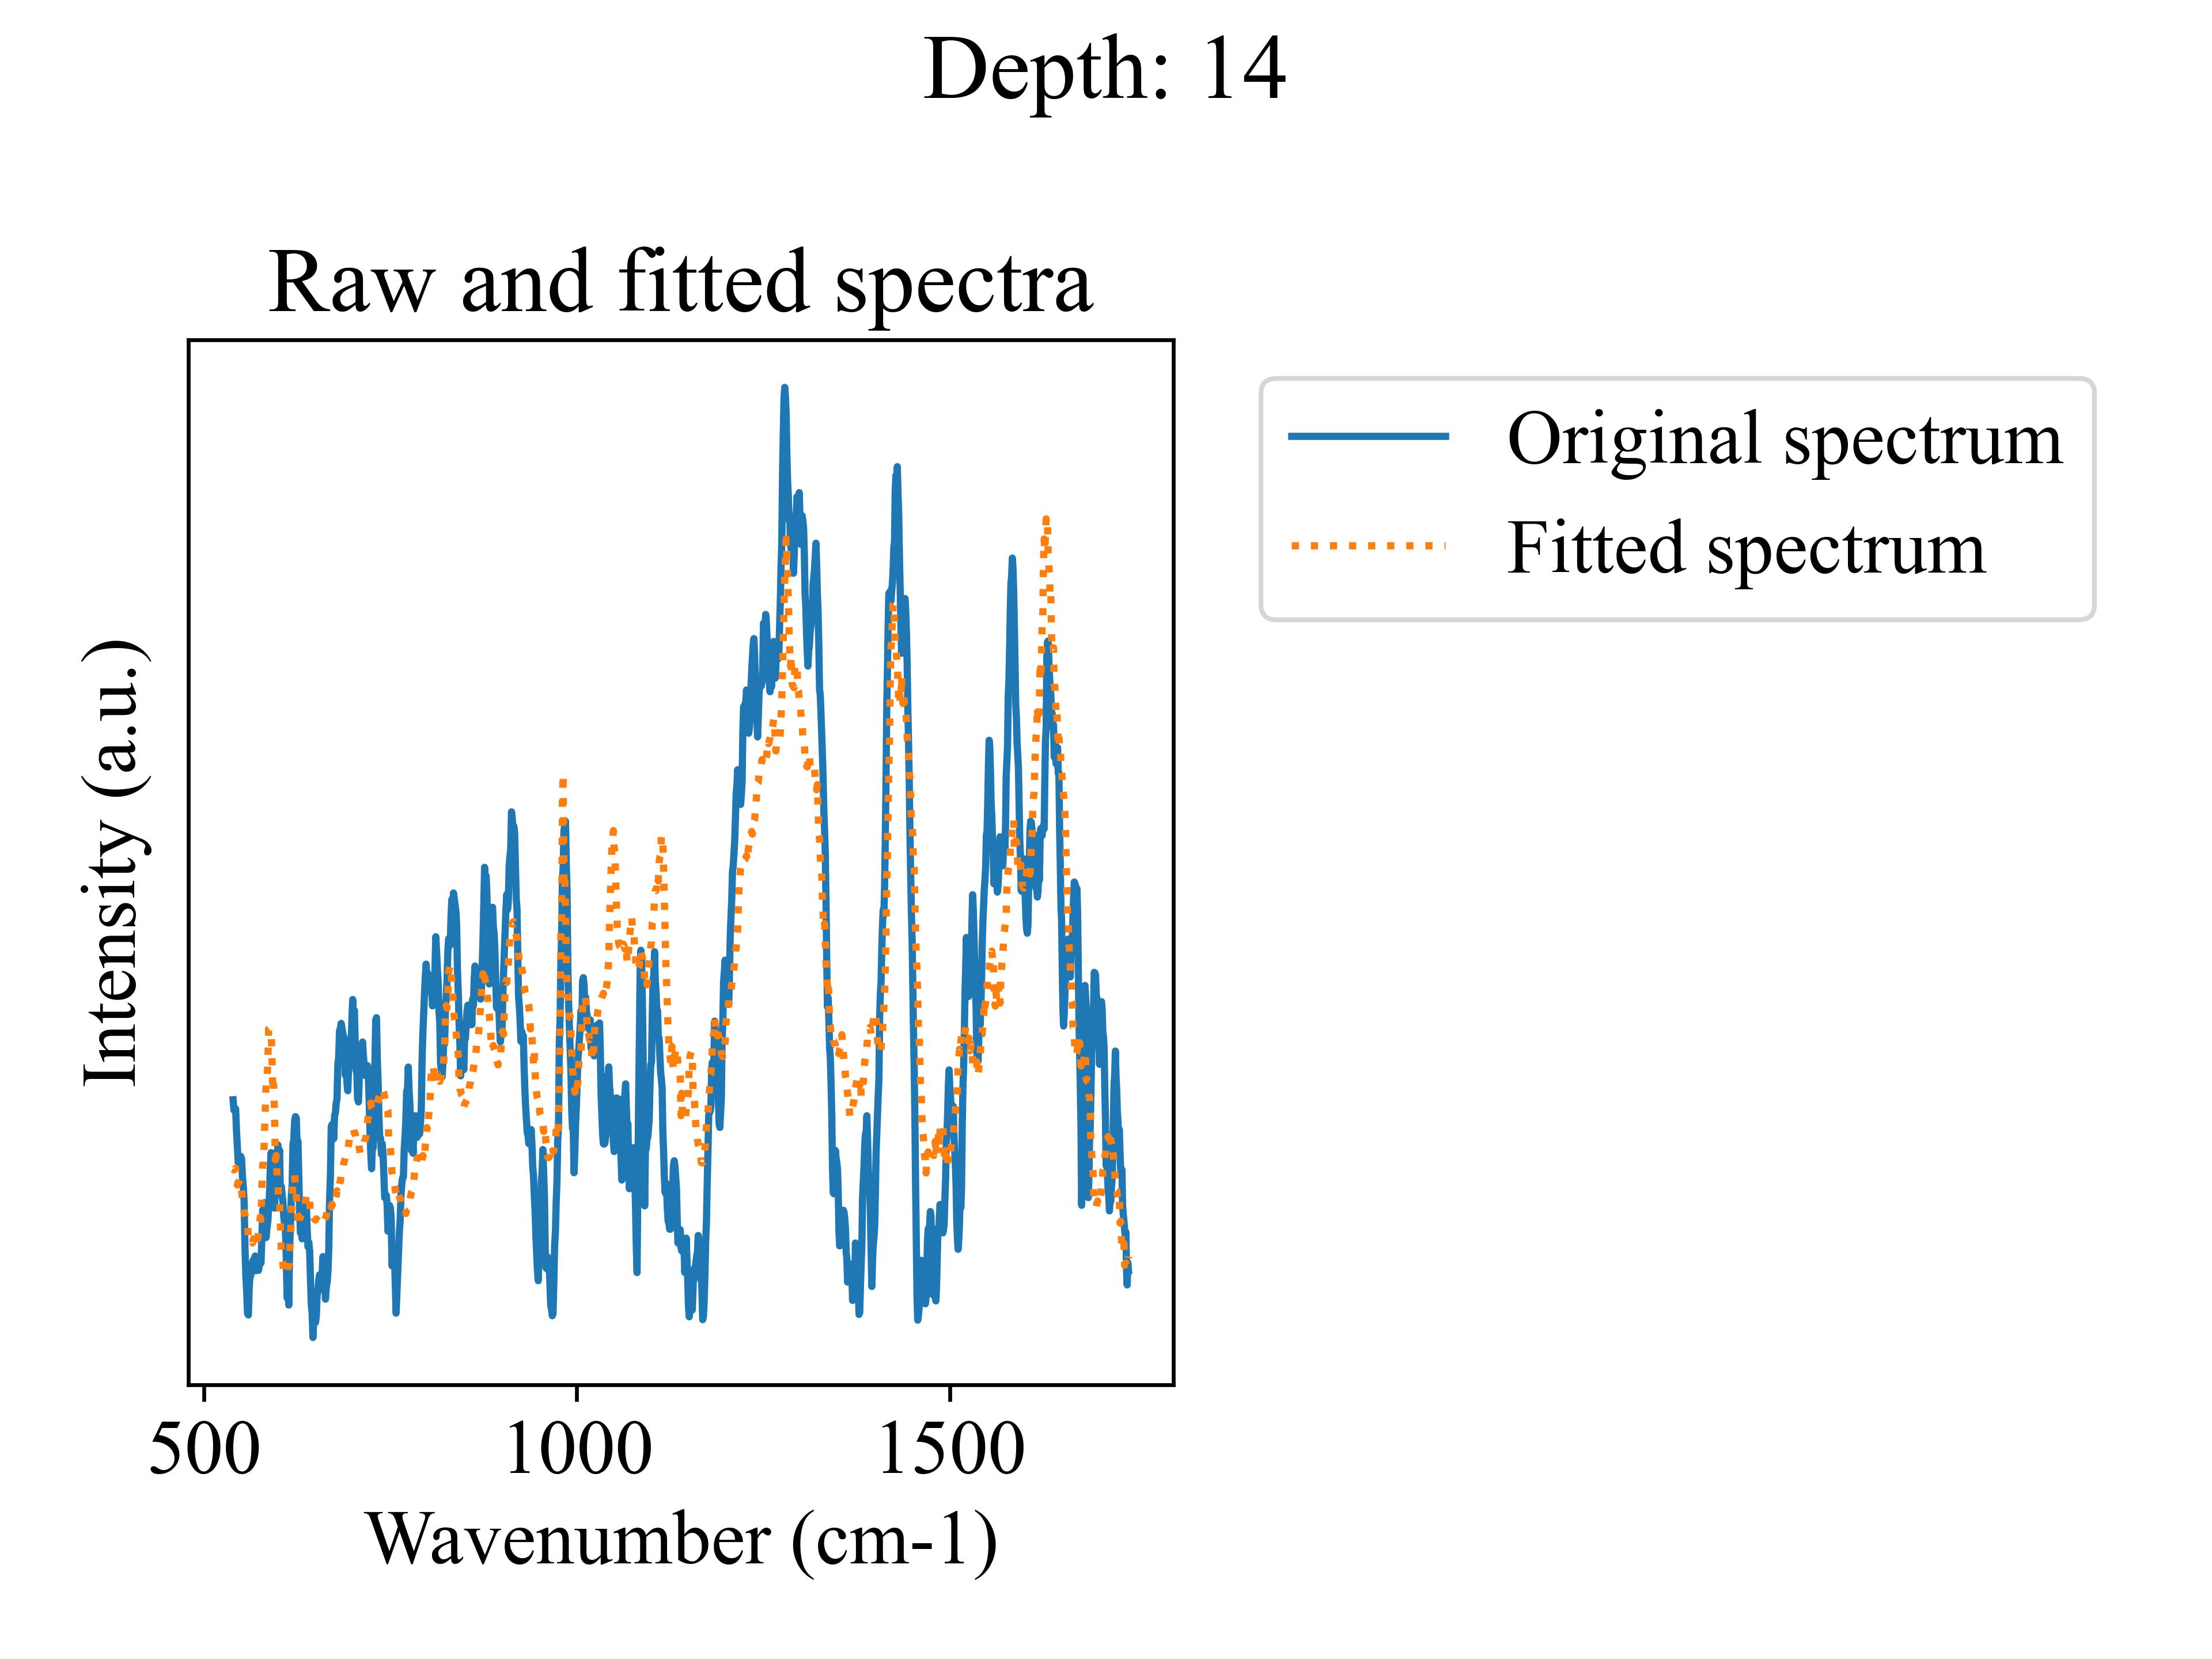 Depth: 14
Raw and fitted spectra
Original spectrum
Fitted spectrum
Intensity (a.u.)
500 1000 1500
Wavenumber (cm-1)